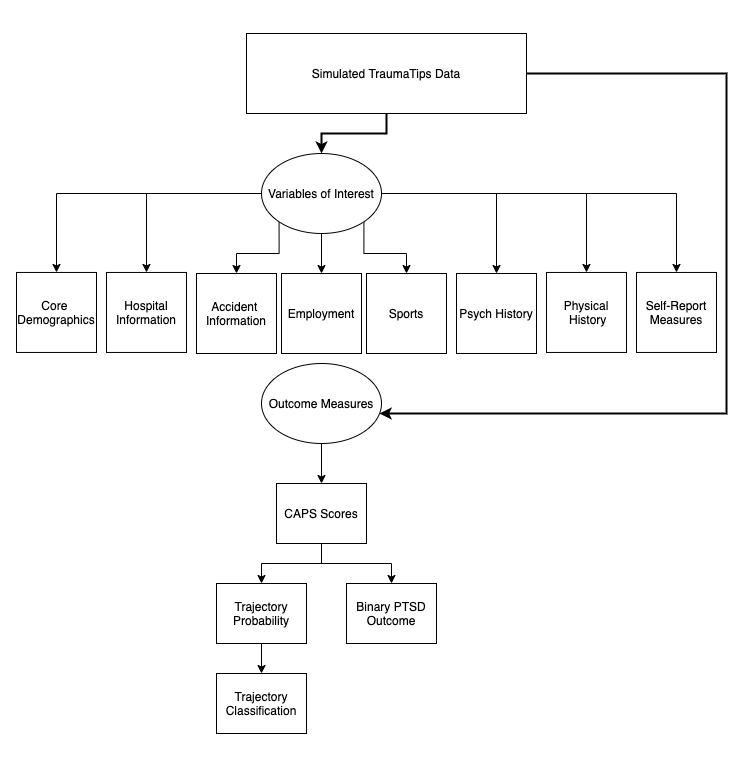 Simulated TraumaTips Data
Variables of Interest
Core
Demographics
Hospital
Information
Accident
Information
Employment
Sports
Psych History
Physical
History
Self-Report
Measures
Outcome Measures
CAPS Scores
Trajectory
Probability
Binary PTSD
Outcome
Trajectory
Classification